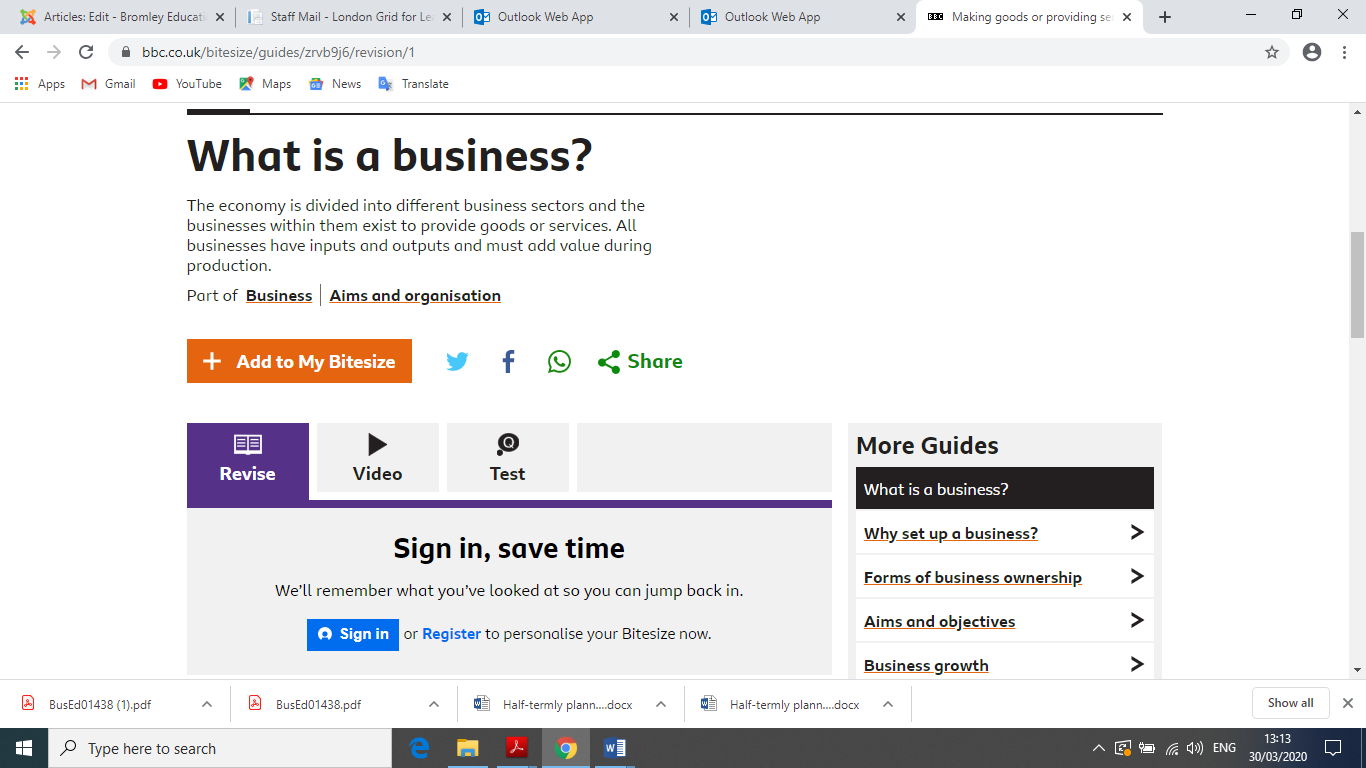 Articles: Edit - Bromley Educati
Staff Mail - London Grid for Le
Outlook Web App
Outlook Web App
BBC Making goods or providing se
bbc.co.uk/bitesize/guides/zrvb9j6/revision/1
Apps Gmail YouTube Maps News Translate
What is a business?
The economy is divided into different business sectors and the
businesses within them exist to provide goods or services. All
businesses have inputs and outputs and must add value during
production.
Part of Business Aims and organisation
Add to My Bitesize
Share
Revise
Video
Test
Sign in, save time
We'll remember what you've looked at so you can jump back in.
Sign in or Register to personalise your Bitesize now.
More Guides
What is a business?
Why set up a business?
Forms of business ownership
Aims and objectives
Business growth
BusEd01438 (1).pdf
BusEd01438.pdf
Half-termly plann....docx
Half-termly plann....docx
Show all
Type here to search
ENG
13:13
30/03/2020